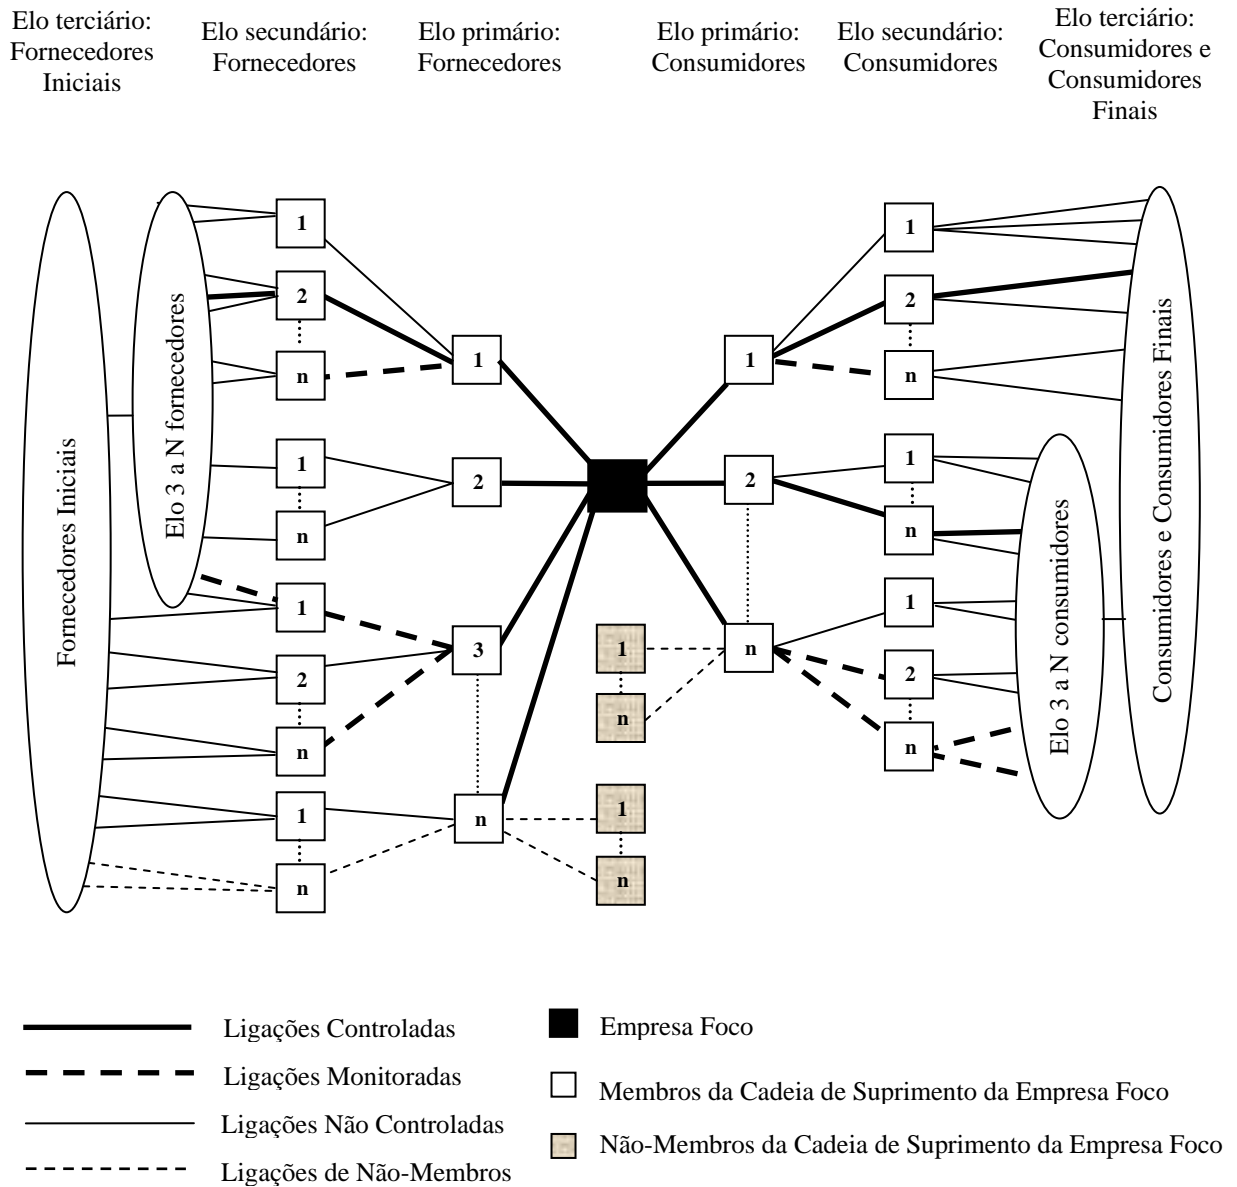 Elo terciário:
Fornecedores
Iniciais
Elo secundário:
Fornecedores
Elo primário:
Fornecedores
Elo primário:
Consumidores
Elo secundário:
Consumidores
Elo terciário:
Consumidores e
Consumidores
Finais
Fornecedores Iniciais
Elo 3 a N fornecedores
1
2
n
1
n
1
2
n
1
n
1
2
3
n
1
n
1
n
1
2
n
1
2
n
1
n
1
2
n
Elo 3 a N consumidores
Consumidores e Consumidores Finais
Ligações Controladas
Ligações Monitoradas
Ligações Não Controladas
Ligações de Não-Membros
Empresa Foco
Membros da Cadeia de Suprimento da Empresa Foco
Não-Membros da Cadeia de Suprimento da Empresa Foco